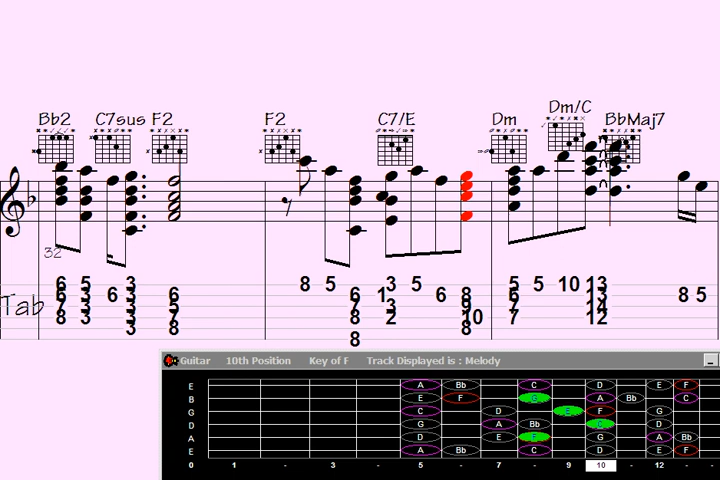 Bb2 C7sus F2 F2 C7/E Dm Dm/C BbMaj7
32
Tab
6 5 3 8 5 3 5 5 5 10 13
6 3 6 3 6 6 1 6 8 6 8 5
7 3 3 7 7 3 9 7
8 3 3 7 8 2 10 7 12
3 8 8
8
Guitar 10th Position Key of F Track Displayed is : Melody
E A Bb C D E F
B E F G A Bb C
G C D E F G
D G A Bb C D
A D E F G A Bb
E A Bb C D E F
0 1 - 3 - 5 - 7 - 9 10 - 12 -